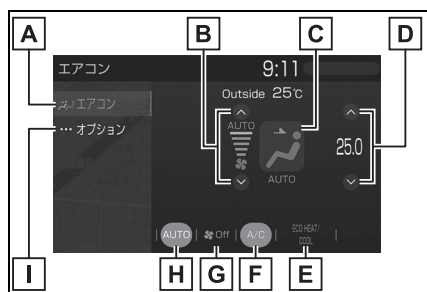 A
B
C
D
エアコン
9:11
エアコン
Outside 25℃
AUTO
25.0
オプション
AUTO
AUTO
Off
A/C
ECO HEAT/
COOL
I
H
G
F
E